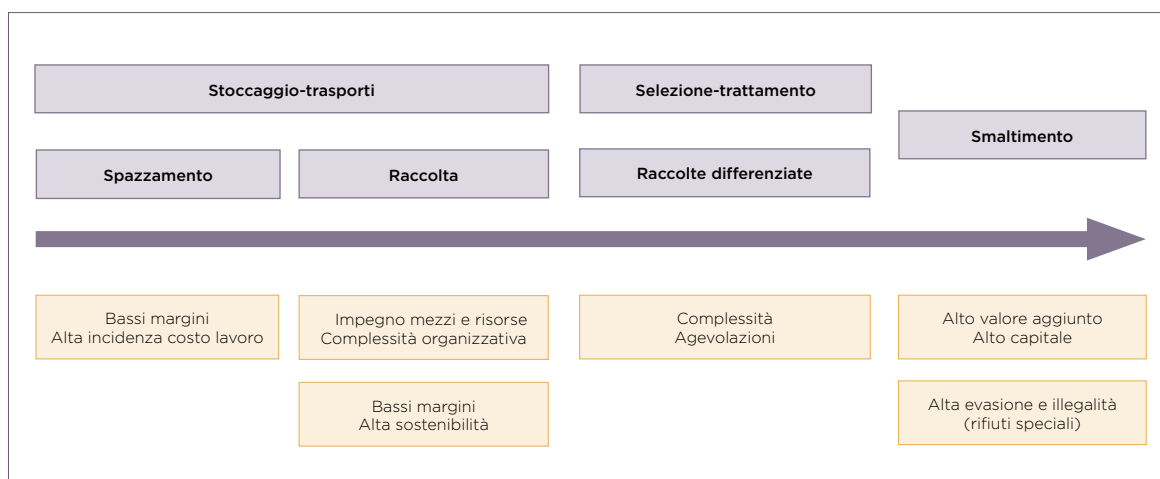 Stoccaggio-trasporti
Selezione-trattamento
Smaltimento
Spazzamento
Raccolta
Raccolte differenziate
Bassi margini
Alta incidenza costo lavoro
Impegno mezzi e risorse
Complessità organizzativa
Complessità
Agevolazioni
Alto valore aggiunto
Alto capitale
Bassi margini
Alta sostenibilità
Alta evasione e illegalità
(rifiuti speciali)